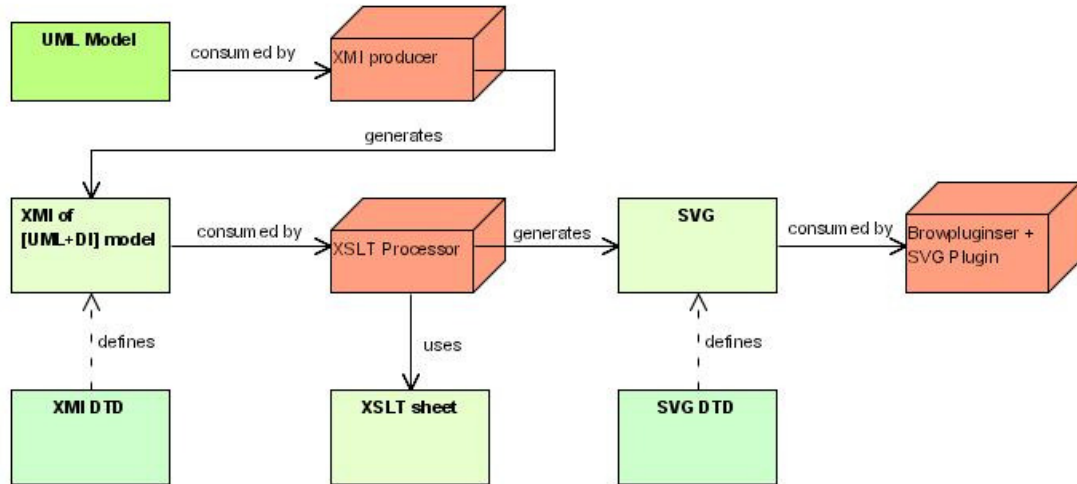 UML Model
consumed by
XMI producer
generates
XMI of
[UML+DI] model
consumed by
XSLT Processor
generates
SVG
consumed by
Browpluginser +
SVG Plugin
defines
uses
defines
XMI DTD
XSLT sheet
SVG DTD